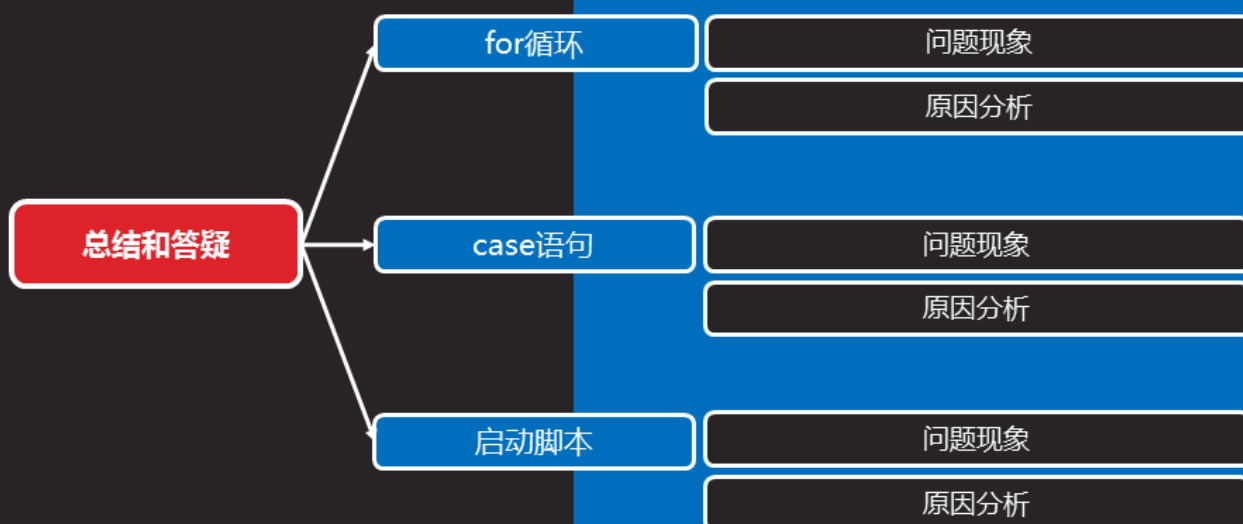 for循环
问题现象
原因分析
总结和答疑
case语句
问题现象
原因分析
启动脚本
问题现象
原因分析